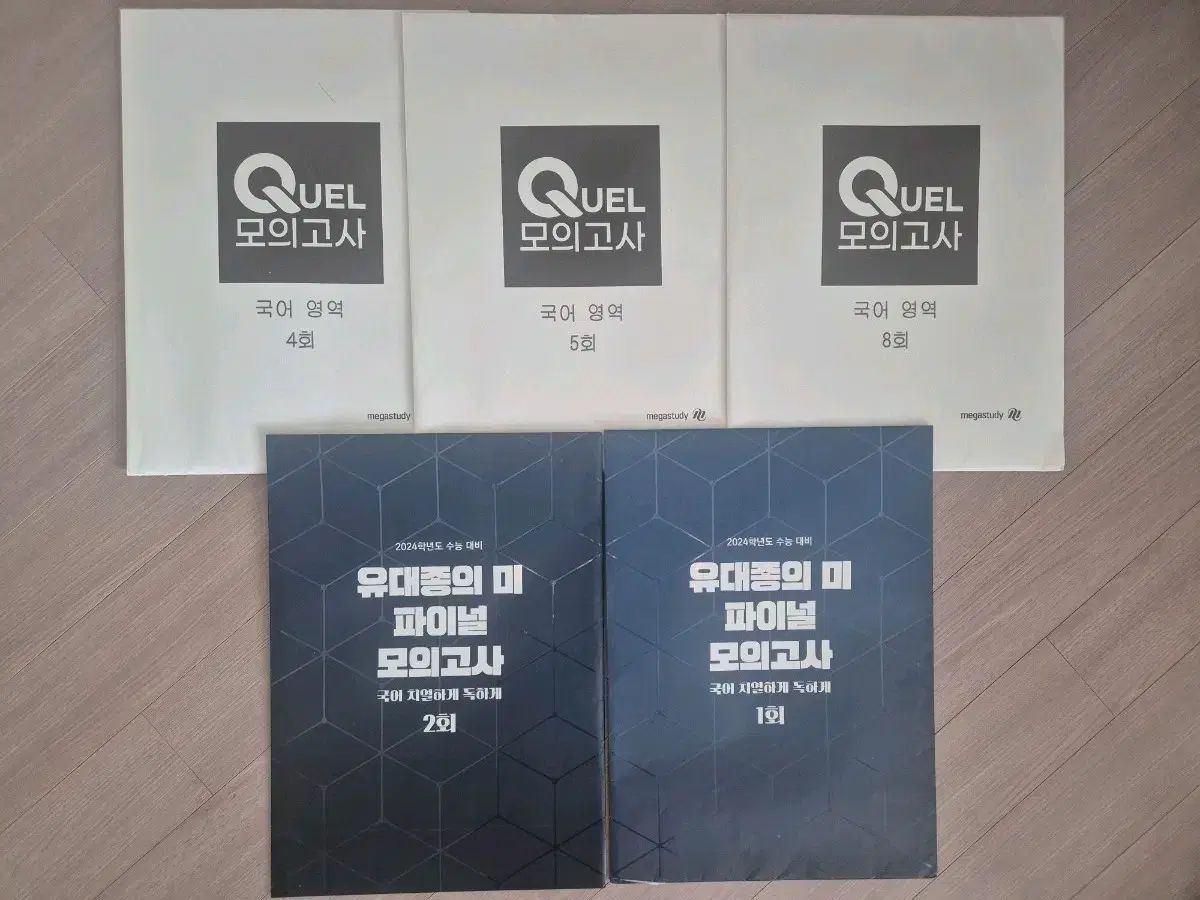 QUEL
모의고사
국어 영역
4회
megastudy
QUEL
모의고사
국어 영역
5회
megastudy
QUEL
모의고사
국어 영역
8회
megastudy
2024학년도 수능 대비
유대종의 미
파이널
모의고사
국어 치열하게 독하게
2회
2024학년도 수능 대비
유대종의 미
파이널
모의고사
국어 치열하게 독하게
1회